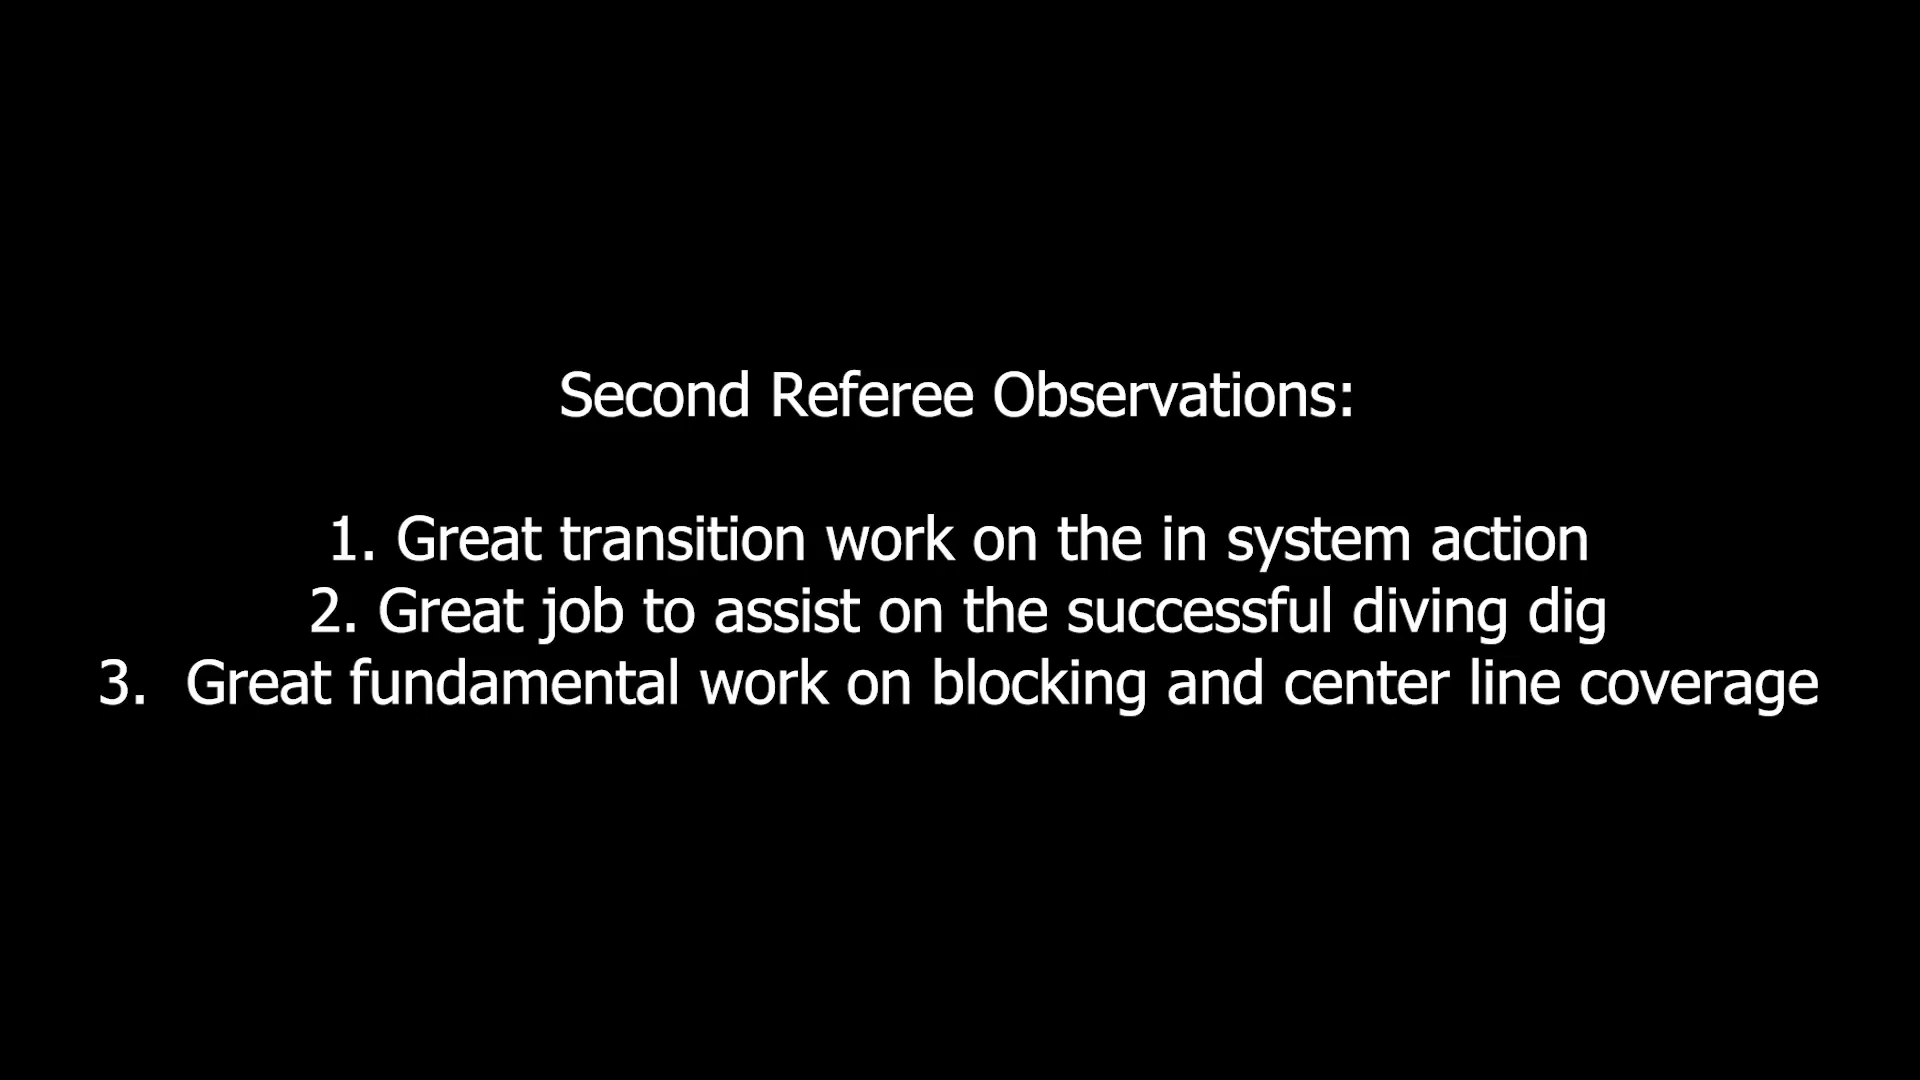 Second Referee Observations:
1. Great transition work on the in system action
2. Great job to assist on the successful diving dig
3.  Great fundamental work on blocking and center line coverage